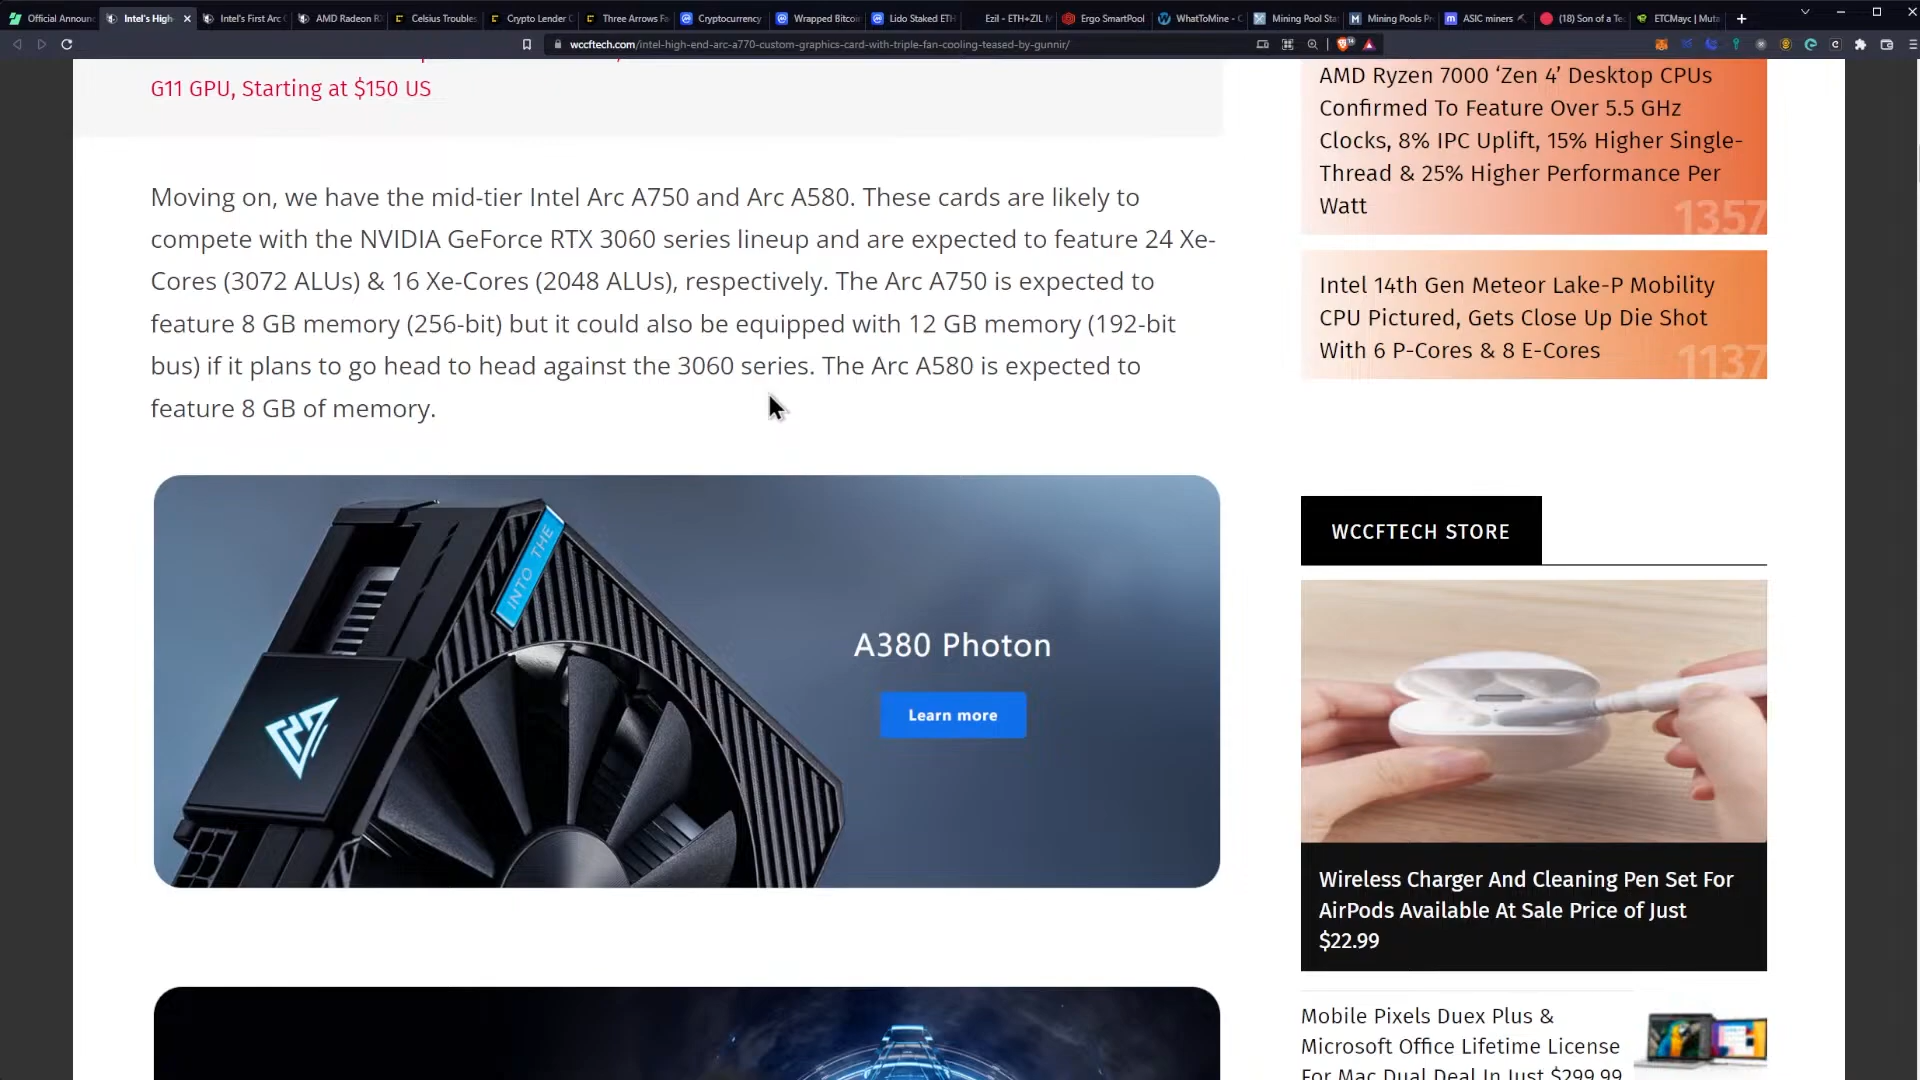 Official Announc
Intel's High-
Intel's First Arc
AMD Radeon R
Celsius Troubles
Crypto Lender C
Three Arrows Fa
Cryptocurrency
Wrapped Bitcoin
Lido Staked ETH
Ezil - ETH+ZIL M
Ergo SmartPool
WhatToMine - C
Mining Pool Sta
Mining Pools Pr
ASIC miners
(18) Son of a Te
ETCMayc | Muta
wccftech.com/intel-high-end-arc-a770-custom-graphics-card-with-triple-fan-cooling-teased-by-gunnir/
G11 GPU, Starting at $150 US
Moving on, we have the mid-tier Intel Arc A750 and Arc A580. These cards are likely to
compete with the NVIDIA GeForce RTX 3060 series lineup and are expected to feature 24 Xe-
Cores (3072 ALUs) & 16 Xe-Cores (2048 ALUs), respectively. The Arc A750 is expected to
feature 8 GB memory (256-bit) but it could also be equipped with 12 GB memory (192-bit
bus) if it plans to go head to head against the 3060 series. The Arc A580 is expected to
feature 8 GB of memory.
INTO THE
A380 Photon
Learn more
AMD Ryzen 7000 ‘Zen 4’ Desktop CPUs
Confirmed To Feature Over 5.5 GHz
Clocks, 8% IPC Uplift, 15% Higher Single-
Thread & 25% Higher Performance Per
Watt
1357
Intel 14th Gen Meteor Lake-P Mobility
CPU Pictured, Gets Close Up Die Shot
With 6 P-Cores & 8 E-Cores
1137
WCCFTECH STORE
Wireless Charger And Cleaning Pen Set For
AirPods Available At Sale Price of Just
$22.99
Mobile Pixels Duex Plus &
Microsoft Office Lifetime License
For Mac Dual Deal In Just $299.99